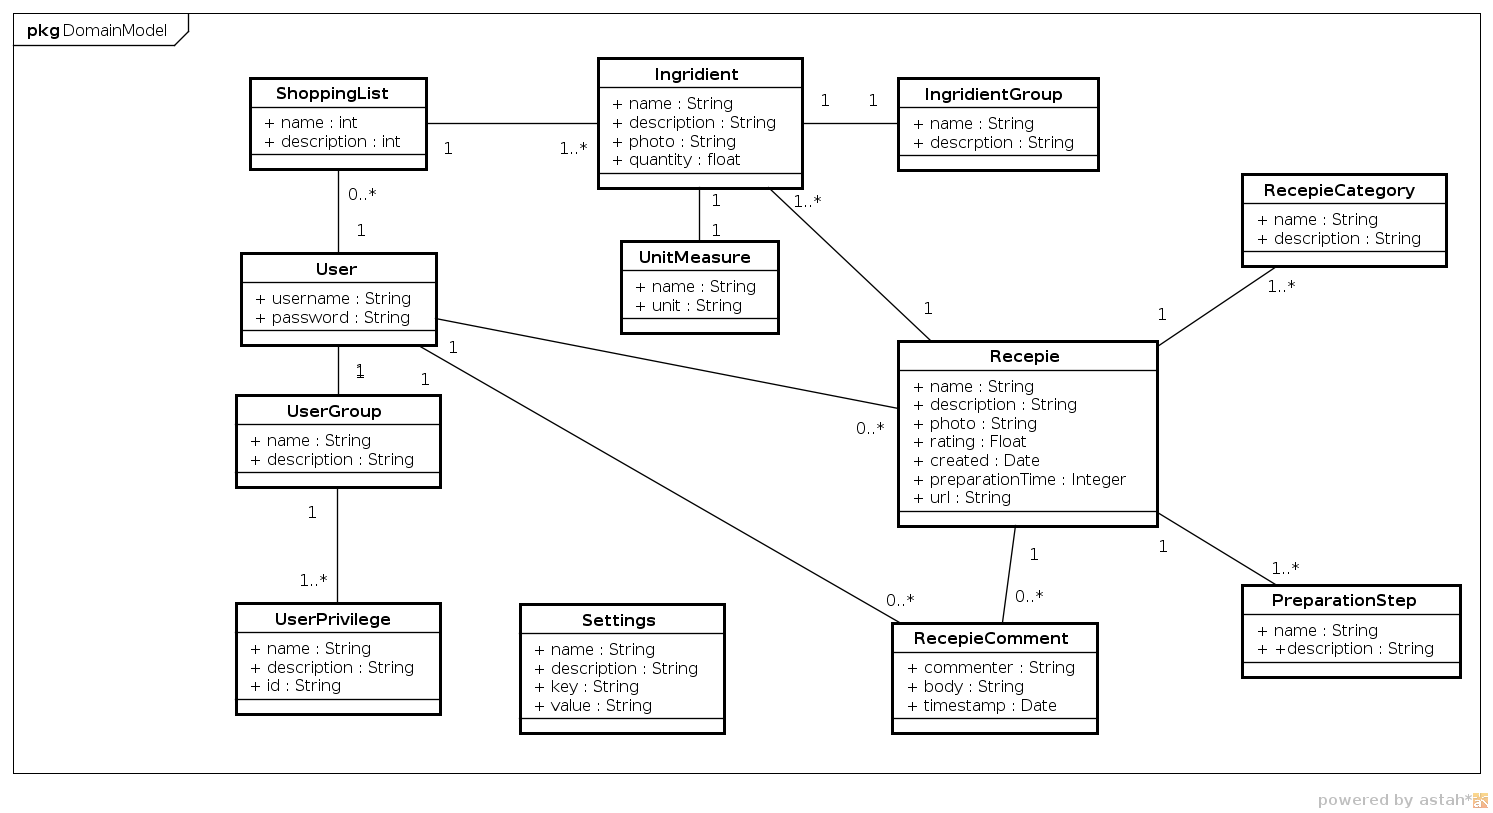 pkg DomainModel
ShoppingList
+ name : int
+ description : int
Ingridient
+ name : String
+ description : String
+ photo : String
+ quantity : float
IngridientGroup
+ name : String
+ descrption : String
1
1..*
1
1
0..*
1
1
1
1..*
1
RecepieCategory
+ name : String
+ description : String
1..*
1
User
+ username : String
+ password : String
UnitMeasure
+ name : String
+ unit : String
1
1
1
1
0..*
0..*
Recepie
+ name : String
+ description : String
+ photo : String
+ rating : Float
+ created : Date
+ preparationTime : Integer
+ url : String
UserGroup
+ name : String
+ description : String
1
1..*
1
0..*
1
1..*
UserPrivilege
+ name : String
+ description : String
+ id : String
Settings
+ name : String
+ description : String
+ key : String
+ value : String
RecepieComment
+ commenter : String
+ body : String
+ timestamp : Date
PreparationStep
+ name : String
+ +description : String
powered by astah*